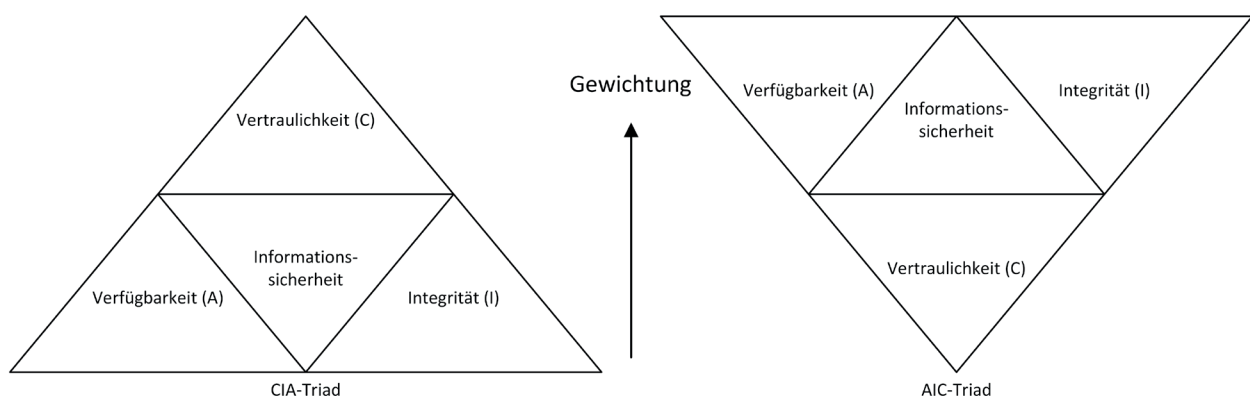 Vertraulichkeit (C)
Informations-
sicherheit
Verfügbarkeit (A)
Integrität (I)
CIA-Triad
Gewichtung
Verfügbarkeit (A)
Informations-
sicherheit
Integrität (I)
Vertraulichkeit (C)
AIC-Triad